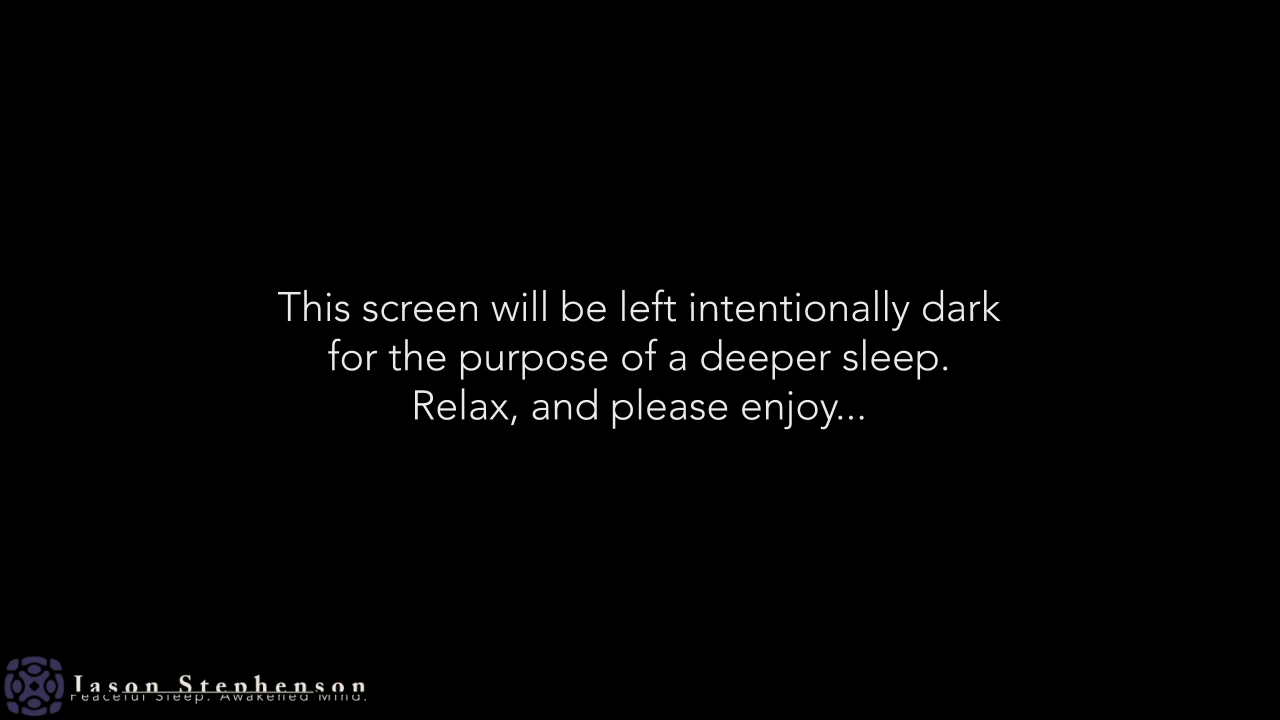 This screen will be left intentionally dark
for the purpose of a deeper sleep.
Relax, and please enjoy...
Jason Stephenson
Peaceful Sleep. Awakened Mind.